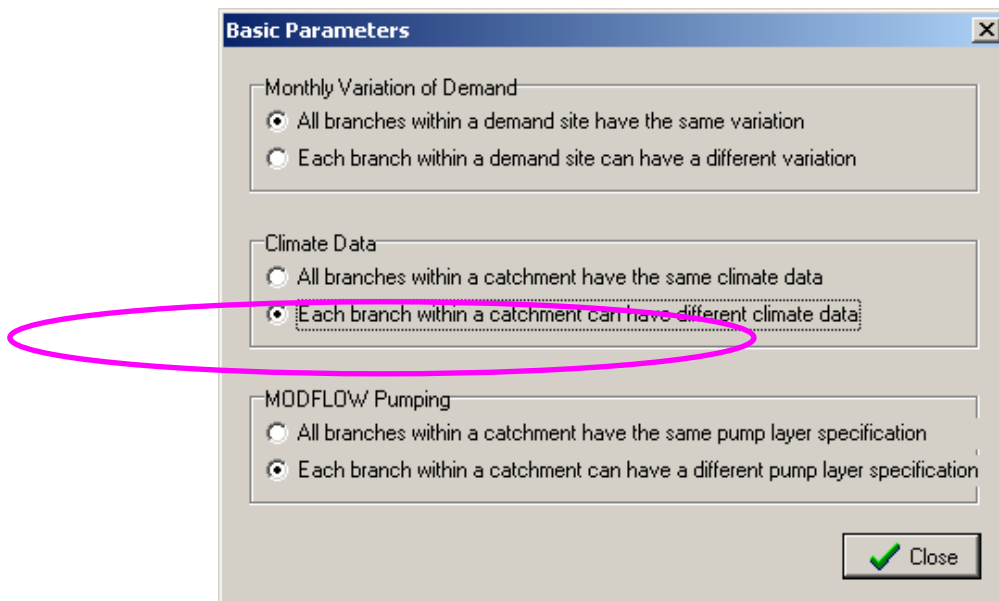 Basic Parameters
Monthly Variation of Demand
All branches within a demand site have the same variation
Each branch within a demand site can have a different variation
Climate Data
All branches within a catchment have the same climate data
Each branch within a catchment can have different climate data
MODFLOW Pumping
All branches within a catchment have the same pump layer specification
Each branch within a catchment can have a different pump layer specification
Close